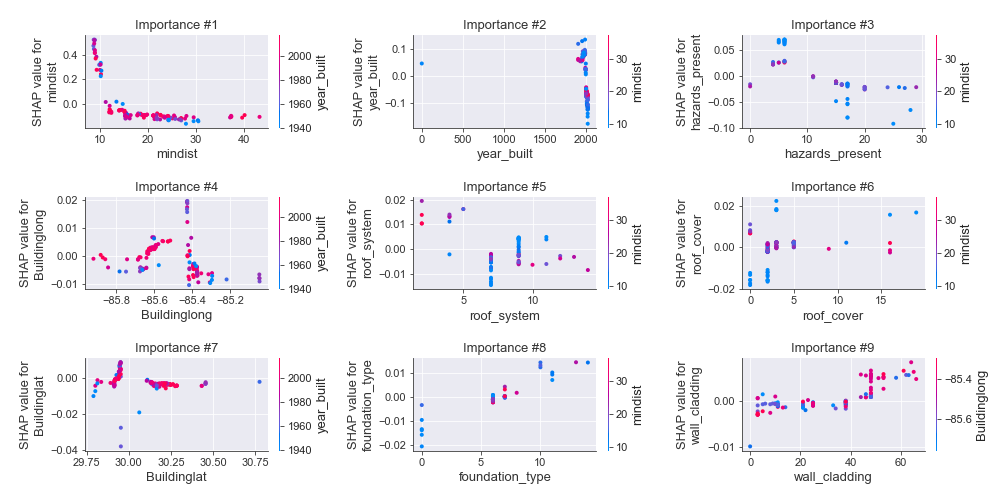 Importance #1
Importance #2
Importance #3
SHAP value for
mindist
0.4
0.2
0.0
10
20
30
40
mindist
2000
1980
1960
1940
year_built
SHAP value for
year_built
0.1
0.0
−0.1
0
500
1000
1500
2000
year_built
30
20
10
mindist
SHAP value for
hazards_present
0.05
0.00
−0.05
−0.10
0
10
20
30
hazards_present
30
20
10
mindist
Importance #4
Importance #5
Importance #6
SHAP value for
Buildinglong
0.02
0.01
0.00
−0.01
−85.8
−85.6
−85.4
−85.2
Buildinglong
2000
1980
1960
1940
year_built
SHAP value for
roof_system
0.02
0.01
0.00
−0.01
5
10
roof_system
30
20
10
mindist
SHAP value for
roof_cover
0.02
0.00
−0.02
0
5
10
15
roof_cover
30
20
10
mindist
Importance #7
Importance #8
Importance #9
SHAP value for
Buildinglat
0.00
−0.02
−0.04
29.75
30.00
30.25
30.50
30.75
Buildinglat
2000
1980
1960
1940
year_built
SHAP value for
foundation_type
0.01
0.00
−0.01
−0.02
0
5
10
foundation_type
30
20
10
mindist
SHAP value for
wall_cladding
0.01
0.00
−0.01
0
20
40
60
wall_cladding
−85.4
−85.6
Buildinglong